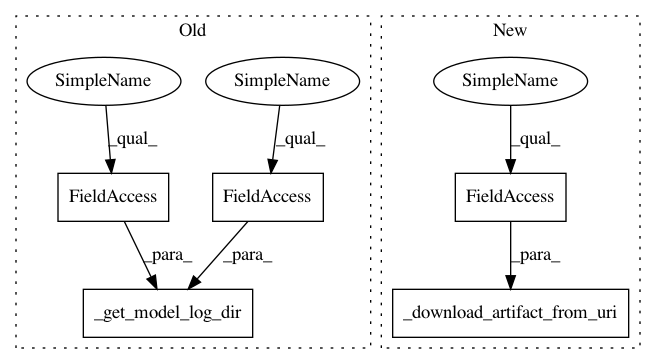 Old
New
SimpleName
SimpleName
SimpleName
_qual_
_qual_
_qual_
FieldAccess
FieldAccess
FieldAccess
_para_
_para_
_para_
_get_model_log_dir
_download_artifact_from_uri